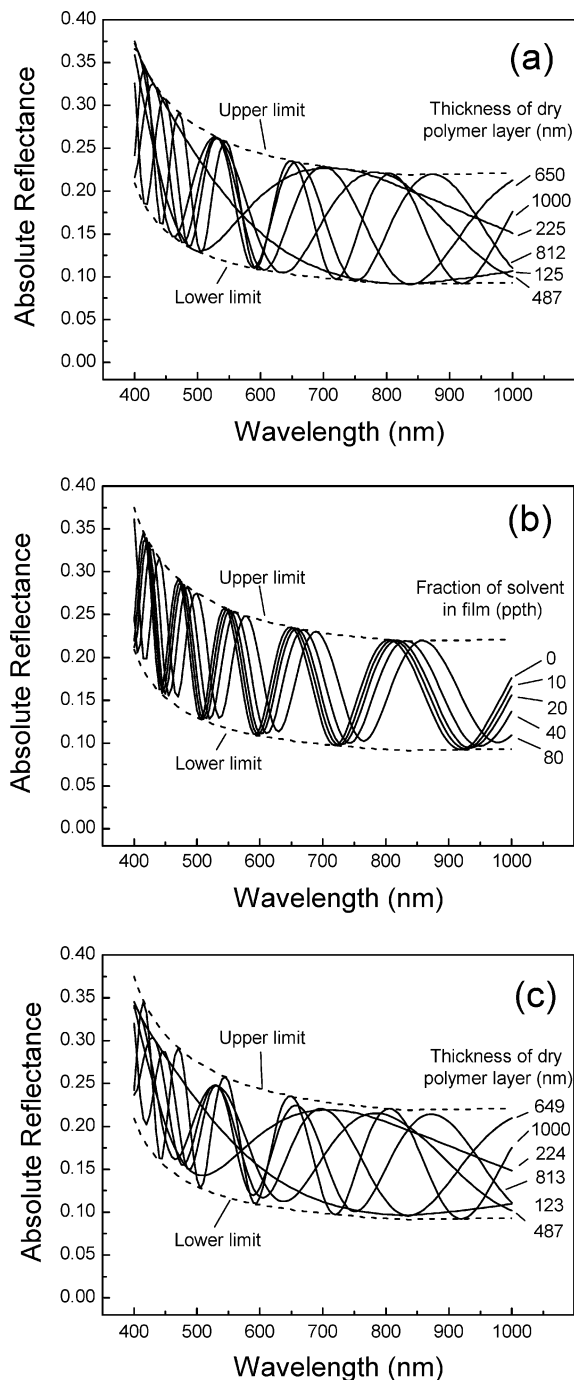 0.40
0.35
0.30
0.25
0.20
0.15
0.10
0.05
0.00
Absolute Reflectance
(a)
Upper limit
Lower limit
Thickness of dry
polymer layer (nm)
650
1000
225
812
125
487
400 500 600 700 800 900 1000
Wavelength (nm)
0.40
0.35
0.30
0.25
0.20
0.15
0.10
0.05
0.00
Absolute Reflectance
(b)
Upper limit
Lower limit
Fraction of solvent
in film (ppth)
0
10
20
40
80
400 500 600 700 800 900 1000
Wavelength (nm)
0.40
0.35
0.30
0.25
0.20
0.15
0.10
0.05
0.00
Absolute Reflectance
(c)
Upper limit
Lower limit
Thickness of dry
polymer layer (nm)
649
1000
224
813
123
487
400 500 600 700 800 900 1000
Wavelength (nm)